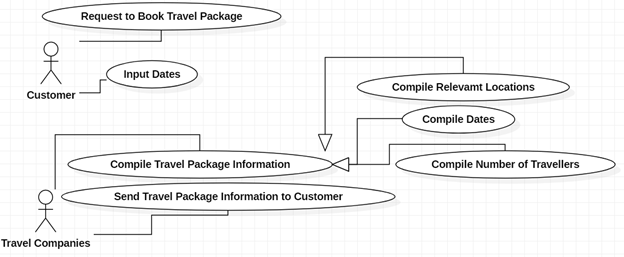 Request to Book Travel Package
Input Dates
Customer
Compile Relevamt Locations
Compile Dates
Compile Travel Package Information
Compile Number of Travellers
Send Travel Package Information to Customer
Travel Companies